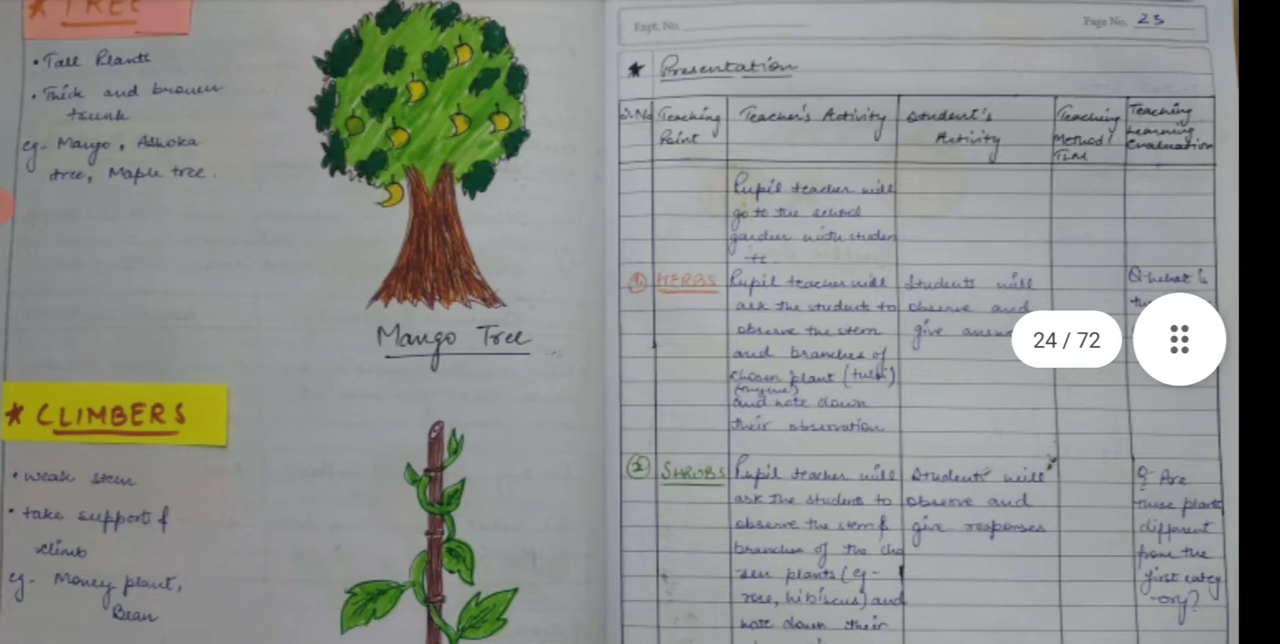 ★ TREE
• Tall Plants
• Thick and brown
trunk
eg- Mango, Ashoka
tree, Maple tree.
Mango Tree
★ CLIMBERS
• weak stem
• take support &
climb
eg- Money plant,
Bean
Expt. No.
Page No. 23
★ Presentation
S.No
Teaching
Point
Teacher's Activity
Student's
Activity
Teaching
Method/
TLM
Teaching
Learning
Evaluation
Pupil teacher will
go to the school
garden with studen
ts
① HERBS
Pupil teacher will
ask the students to
observe the stem
and branches of
chosen plant (tulsi)
(thyme)
and note down
their observation
Students will
observe and
give
Q- what is
24 / 72
② SHRUBS
Pupil teacher will
ask the students to
observe the stem &
branches of the cho
sen plants (eg-
rose, hibiscus) and
note down their
Students will
observe and
give responses
Q- Are
these plants
different
from the
first categ
-ory?